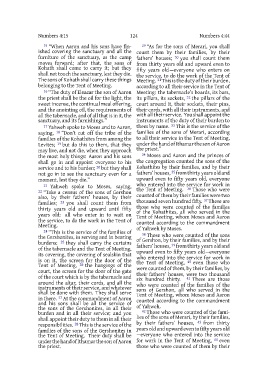 Numbers 4:15 124 Numbers 4:44
15 "When Aaron and his sons have fin-
ished covering the sanctuary and all the
furniture of the sanctuary, as the camp
moves forward; after that, the sons of
Kohath shall come to carry it; but they
shall not touch the sanctuary, lest they die.
The sons of Kohath shall carry these things
belonging to the Tent of Meeting.
16 "The duty of Eleazar the son of Aaron
the priest shall be the oil for the light, the
sweet incense, the continual meal offering,
and the anointing oil, the requirements of
all the tabernacle, and of all that is in it, the
sanctuary, and its furnishings."
17 Yahweh spoke to Moses and to Aaron,
saying, 18 "Don't cut off the tribe of the
families of the Kohathites from among the
Levites; 19 but do this to them, that they
may live, and not die, when they approach
the most holy things: Aaron and his sons
shall go in and appoint everyone to his
service and to his burden; 20 but they shall
not go in to see the sanctuary even for a
moment, lest they die."
21 Yahweh spoke to Moses, saying,
22 "Take a census of the sons of Gershon
also, by their fathers' houses, by their
families; 23 you shall count them from
thirty years old and upward until fifty
years old: all who enter in to wait on
the service, to do the work in the Tent of
Meeting.
24 "This is the service of the families of
the Gershonites, in serving and in bearing
burdens: 25 they shall carry the curtains
of the tabernacle and the Tent of Meeting,
its covering, the covering of sealskin that
is on it, the screen for the door of the
Tent of Meeting, 26 the hangings of the
court, the screen for the door of the gate
of the court which is by the tabernacle and
around the altar, their cords, and all the
instruments of their service, and whatever
shall be done with them. They shall serve
in there. 27 At the commandment of Aaron
and his sons shall be all the service of
the sons of the Gershonites, in all their
burden and in all their service; and you
shall appoint their duty to them in all their
responsibilities. 28 This is the service of the
families of the sons of the Gershonites in
the Tent of Meeting. Their duty shall be
under the hand of Ithamar the son of Aaron
the priest.
29 "As for the sons of Merari, you shall
count them by their families, by their
fathers' houses; 30 you shall count them
from thirty years old and upward even to
fifty years old—everyone who enters on
the service, to do the work of the Tent of
Meeting. 31 This is the duty of their burden,
according to all their service in the Tent of
Meeting: the tabernacle's boards, its bars,
its pillars, its sockets, 32 the pillars of the
court around it, their sockets, their pins,
their cords, with all their instruments, and
with all their service. You shall appoint the
instruments of the duty of their burden to
them by name. 33 This is the service of the
families of the sons of Merari, according
to all their service in the Tent of Meeting,
under the hand of Ithamar the son of Aaron
the priest."
34 Moses and Aaron and the princes of
the congregation counted the sons of the
Kohathites by their families, and by their
fathers' houses, 35 from thirty years old and
upward even to fifty years old, everyone
who entered into the service for work in
the Tent of Meeting. 36 Those who were
counted of them by their families were two
thousand seven hundred fifty. 37 These are
those who were counted of the families
of the Kohathites, all who served in the
Tent of Meeting, whom Moses and Aaron
counted according to the commandment
of Yahweh by Moses.
38 Those who were counted of the sons
of Gershon, by their families, and by their
fathers' houses, 39 from thirty years old and
upward even to fifty years old—everyone
who entered into the service for work in
the Tent of Meeting, 40 even those who
were counted of them, by their families, by
their fathers' houses, were two thousand
six hundred thirty. 41 These are those
who were counted of the families of the
sons of Gershon, all who served in the
Tent of Meeting, whom Moses and Aaron
counted according to the commandment
of Yahweh.
42 Those who were counted of the fami-
lies of the sons of Merari, by their families,
by their fathers' houses, 43 from thirty
years old and upward even to fifty years old
—everyone who entered into the service
for work in the Tent of Meeting, 44 even
those who were counted of them by their